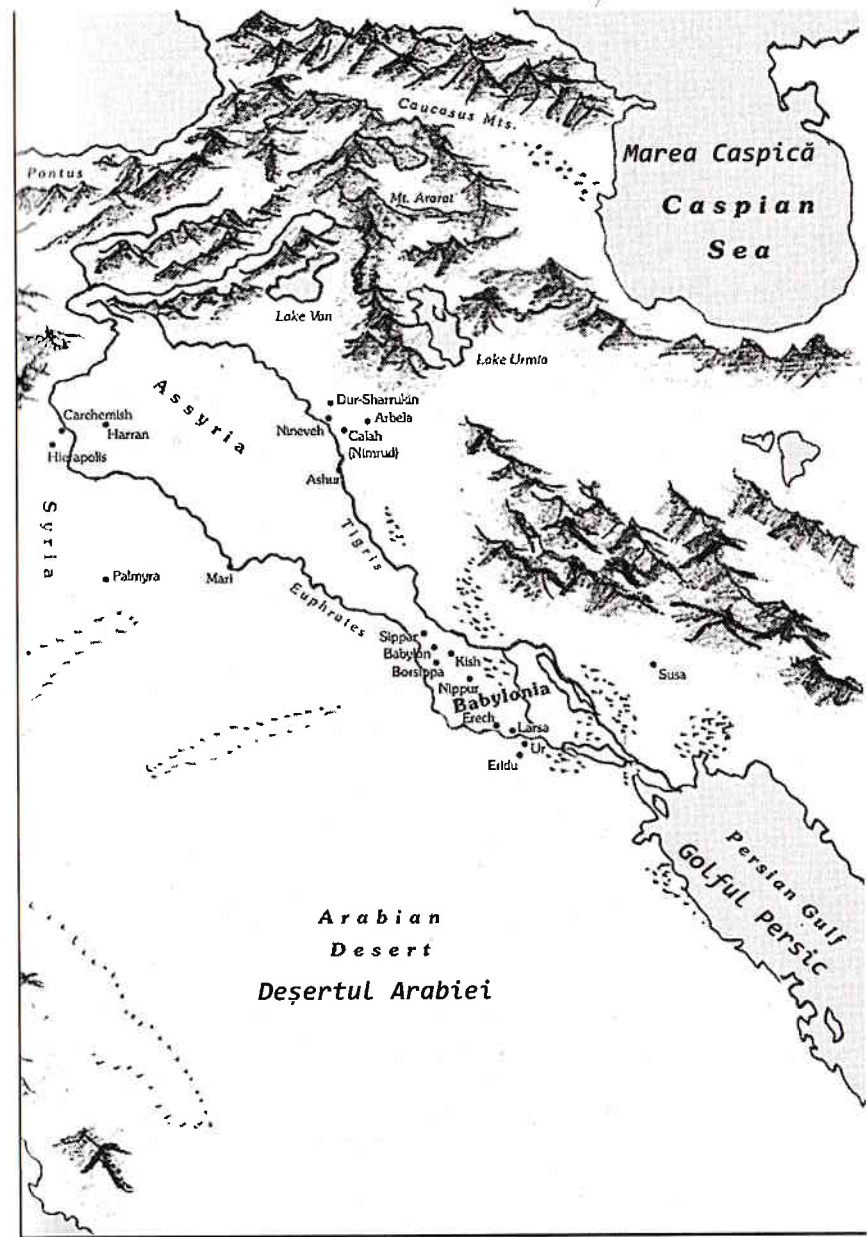 Caucasus Mts.
Pontus
Marea Caspică
Caspian
Sea
Mt. Ararat
Lake Van
Lake Urmia
Assyria
Dur-Sharrukin
Nineveh
Arbela
Calah
(Nimrud)
Carchemish
Harran
Hierapolis
Ashur
Syria
Tigris
Palmyra
Mari
Euphrates
Sippar
Babylon
Kish
Borsippa
Susa
Nippur
Babylonia
Erech
Larsa
Ur
Eridu
Persian Gulf
Golful Persic
Arabian
Desert
Deșertul Arabiei